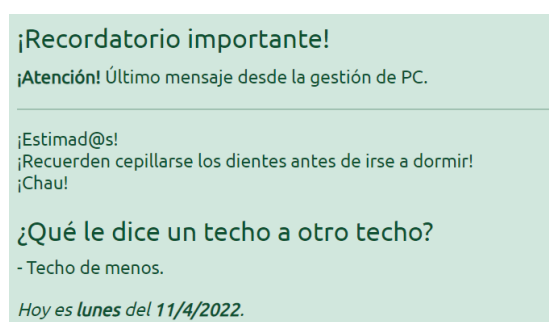 ¡Recordatorio importante!
¡Atención! Último mensaje desde la gestión de PC.
¡Estimad@s!
¡Recuerden cepillarse los dientes antes de irse a dormir!
¡Chau!
¿Qué le dice un techo a otro techo?
- Techo de menos.
Hoy es lunes del 11/4/2022.